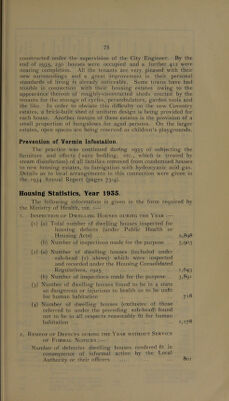 75
constructed under the supervision of the City Engineer. By the
end of 1935, 256 houses were occupied and a further 412 were
nearing completion. All the tenants are very pleased with their
new surroundings and a great improvement in their personal
standards of living is already noticeable. Some towns have had
trouble in connection with their housing estates owing to the
appearance thereon of roughly-constructed sheds erected by the
tenants for the storage of cycles, perambulators, garden tools and
the like. In order to obviate this difficulty on the new Coventry
estates, a brick-built shed of uniform design is being provided for
each house. Another feature of these estates is the provision of a
small proportion of bungalows for aged persons. On the larger
estates, open spaces are being reserved as children's playgrounds.
Prevention of Vermin Infestation.
The practice was continued during 1935 of subjecting the
furniture and effects (save bedding, etc., which is treated by
steam disinfection) of all families removed from condemned houses
to new housing estates, to fumigation with hydrocyanic acid gas.
Details as to local arrangements in this connection were given in
the 1934 Annual Report (pages 73-9).
Housing Statistics, Year 1935.
The following information is given in the form required by
the Ministry of Health, viz. :—
1. Inspection of Dwelling Houses during the Year :—
(1) (a) Total number of dwelling houses inspected for
housing defects (under Public Health or
Housing Acts)
(b) Number of inspections made for the purpose
(2) (a) Number of dwelling houses (included under
sub-head (1) above) which were inspected
and recorded under the Housing Consolidated
Regulations, 1925
(b) Number of inspections made for the purpose
(3) Number of dwelling houses found to be in a state
so dangerous or injurious to health as to be unfit
for human habitation
(4) Number of dwelling houses (exclusive of those
referred to under the preceding sub-head) found
not to be in all respects reasonably fit for human
habitation
2. Remedy of Defects during the Year without Service
of Formal Notices :—
Number of defective dwelling houses rendered fit in
consequence of informal action by the Local
Authority or their officers